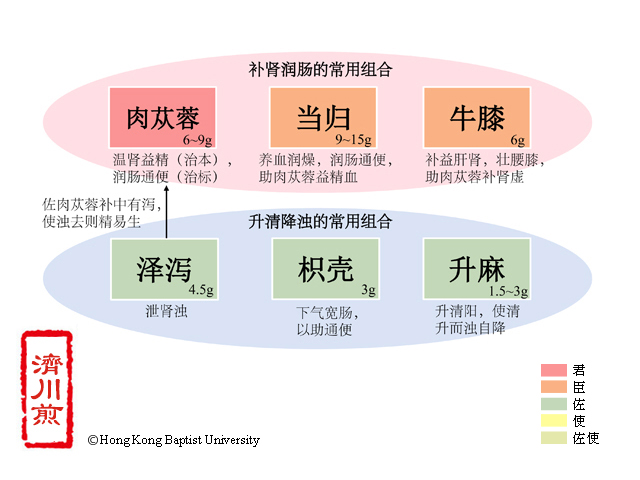 补肾润肠的常用组合
肉苁蓉
6~9g
当归
9~15g
牛膝
6g
温肾益精（治本），
润肠通便（治标）
养血润燥，润肠通便，
助肉苁蓉益精血
补益肝肾，壮腰膝，
助肉苁蓉补肾虚
佐肉苁蓉补中有泻，
使浊去则精易生
升清降浊的常用组合
泽泻
4.5g
枳壳
3g
升麻
1.5~3g
泄肾浊
下气宽肠，
以助通便
升清阳，使清
升而浊自降
濟川煎
君
臣
佐
使
佐使
©Hong Kong Baptist University